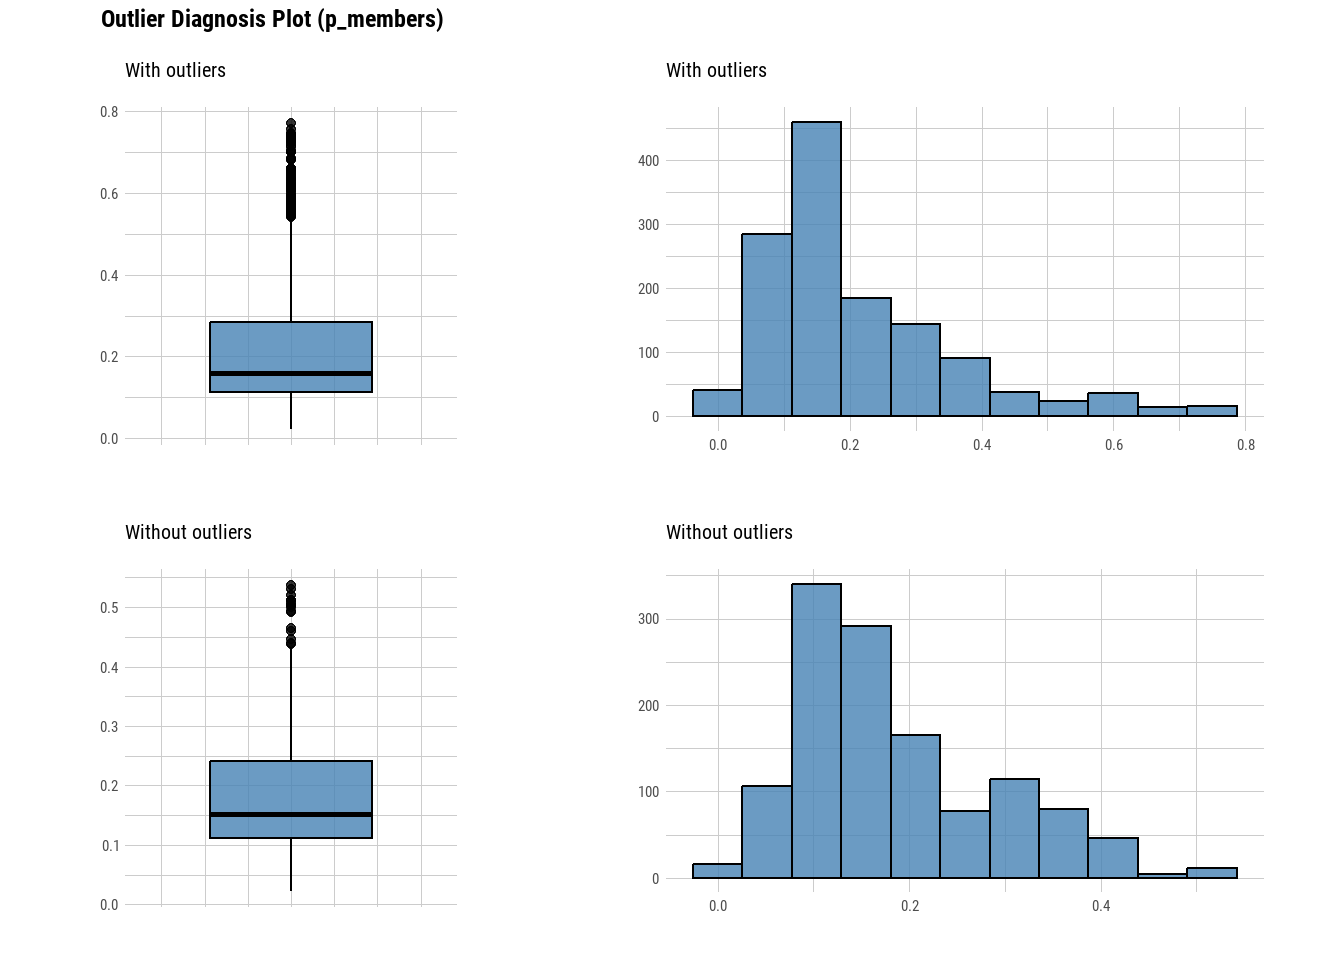 Outlier Diagnosis Plot (p_members)
With outliers
0.8
0.6
0.4
0.2
0.0
With outliers
400
300
200
100
0
0.0 0.2 0.4 0.6 0.8
Without outliers
0.5
0.4
0.3
0.2
0.1
0.0
Without outliers
300
200
100
0
0.0 0.2 0.4